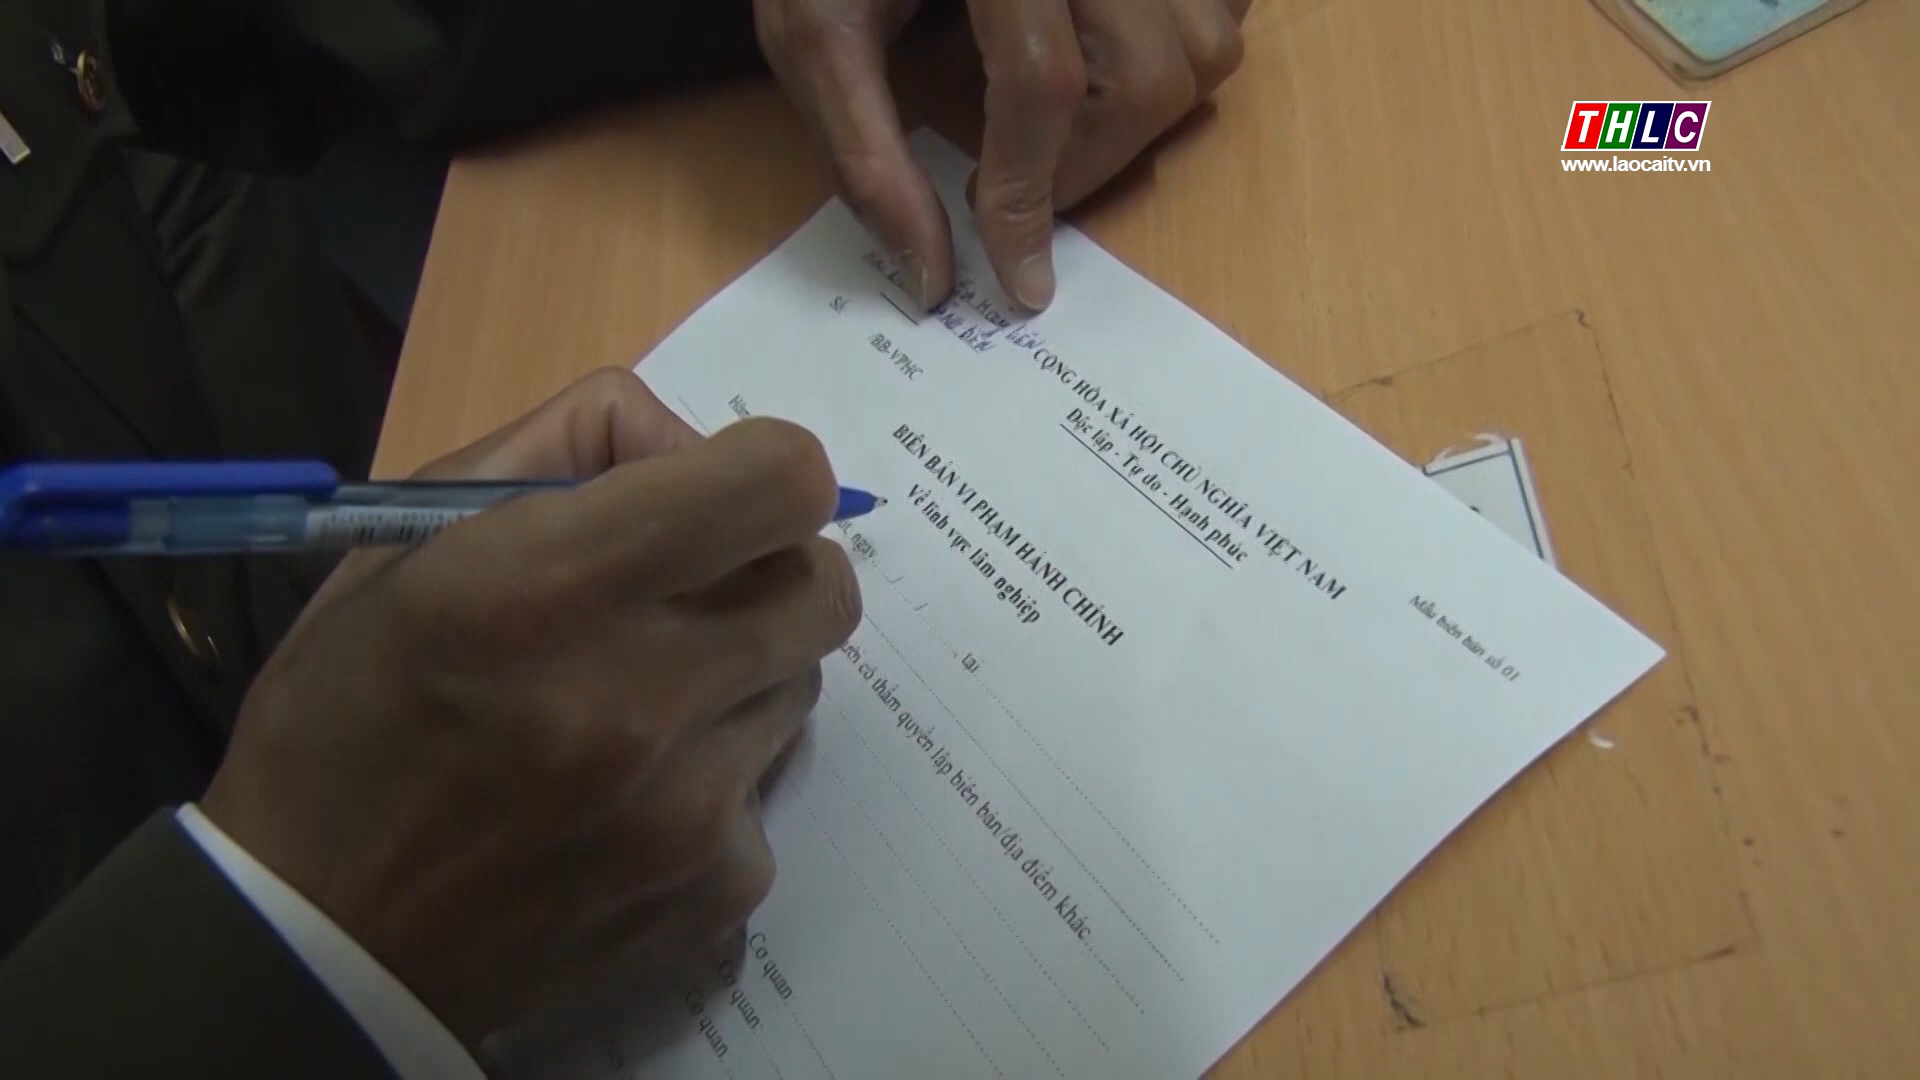 THLC
www.laocaitv.vn
Mẫu biên bản số 01
CỘNG HÒA XÃ HỘI CHỦ NGHĨA VIỆT NAM
Độc lập - Tự do - Hạnh phúc
Số:
BB-VPHC
BIÊN BẢN VI PHẠM HÀNH CHÍNH
Về lĩnh vực lâm nghiệp
ngày / / , tại
có thẩm quyền lập biên bản/địa điểm khác
Cơ quan
Cơ quan
Cơ quan